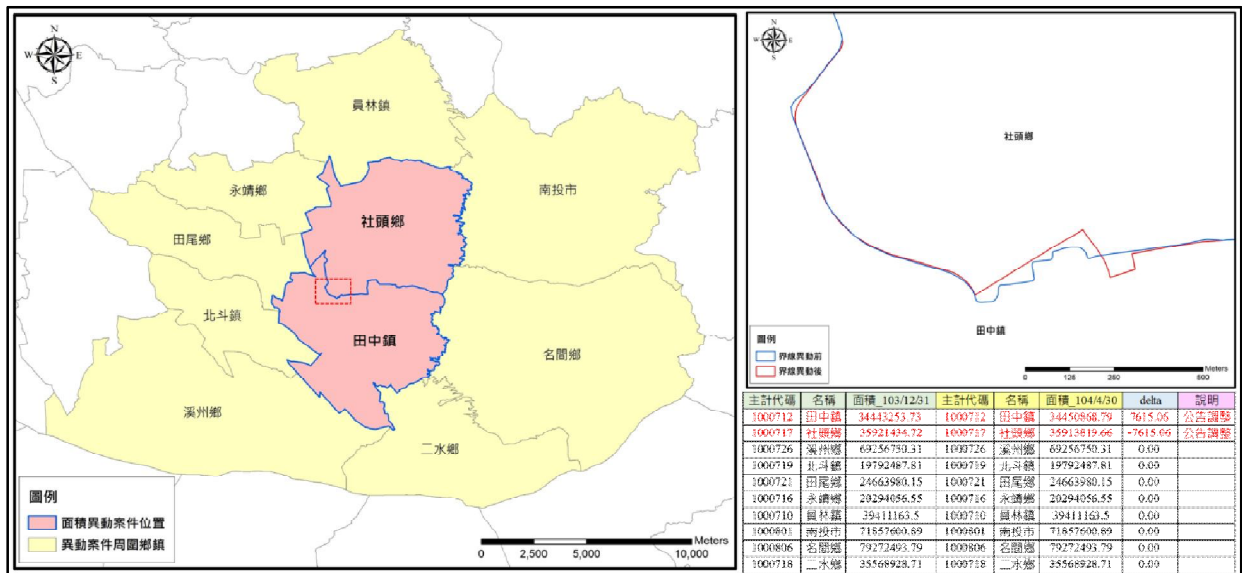 N
W E
S
員林鎮
永靖鄉
南投市
社頭鄉
田尾鄉
北斗鎮
田中鎮
名間鄉
溪州鄉
二水鄉
圖例
面積異動案件位置
異動案件周圍鄉鎮
Meters
0 2,500 5,000 10,000
N
W E
S
社頭鄉
田中鎮
圖例
界線異動前
界線異動後
Meters
0 125 250 500
主計代碼 名稱 面積_103/12/31 主計代碼 名稱 面積_104/4/30 delta 說明
1000712 田中鎮 34443253.73 1000712 田中鎮 34450868.79 7615.06 公告調整
1000717 社頭鄉 35921434.72 1000717 社頭鄉 35913819.66 -7615.06 公告調整
1000726 溪州鄉 69256750.31 1000726 溪州鄉 69256750.31 0.00
1000719 北斗鎮 19792487.81 1000719 北斗鎮 19792487.81 0.00
1000721 田尾鄉 24663980.15 1000721 田尾鄉 24663980.15 0.00
1000716 永靖鄉 20294056.55 1000716 永靖鄉 20294056.55 0.00
1000710 員林鎮 39411163.5 1000710 員林鎮 39411163.5 0.00
1000801 南投市 71857600.89 1000801 南投市 71857600.89 0.00
1000806 名間鄉 79272493.79 1000806 名間鄉 79272493.79 0.00
1000718 二水鄉 35568928.71 1000718 二水鄉 35568928.71 0.00